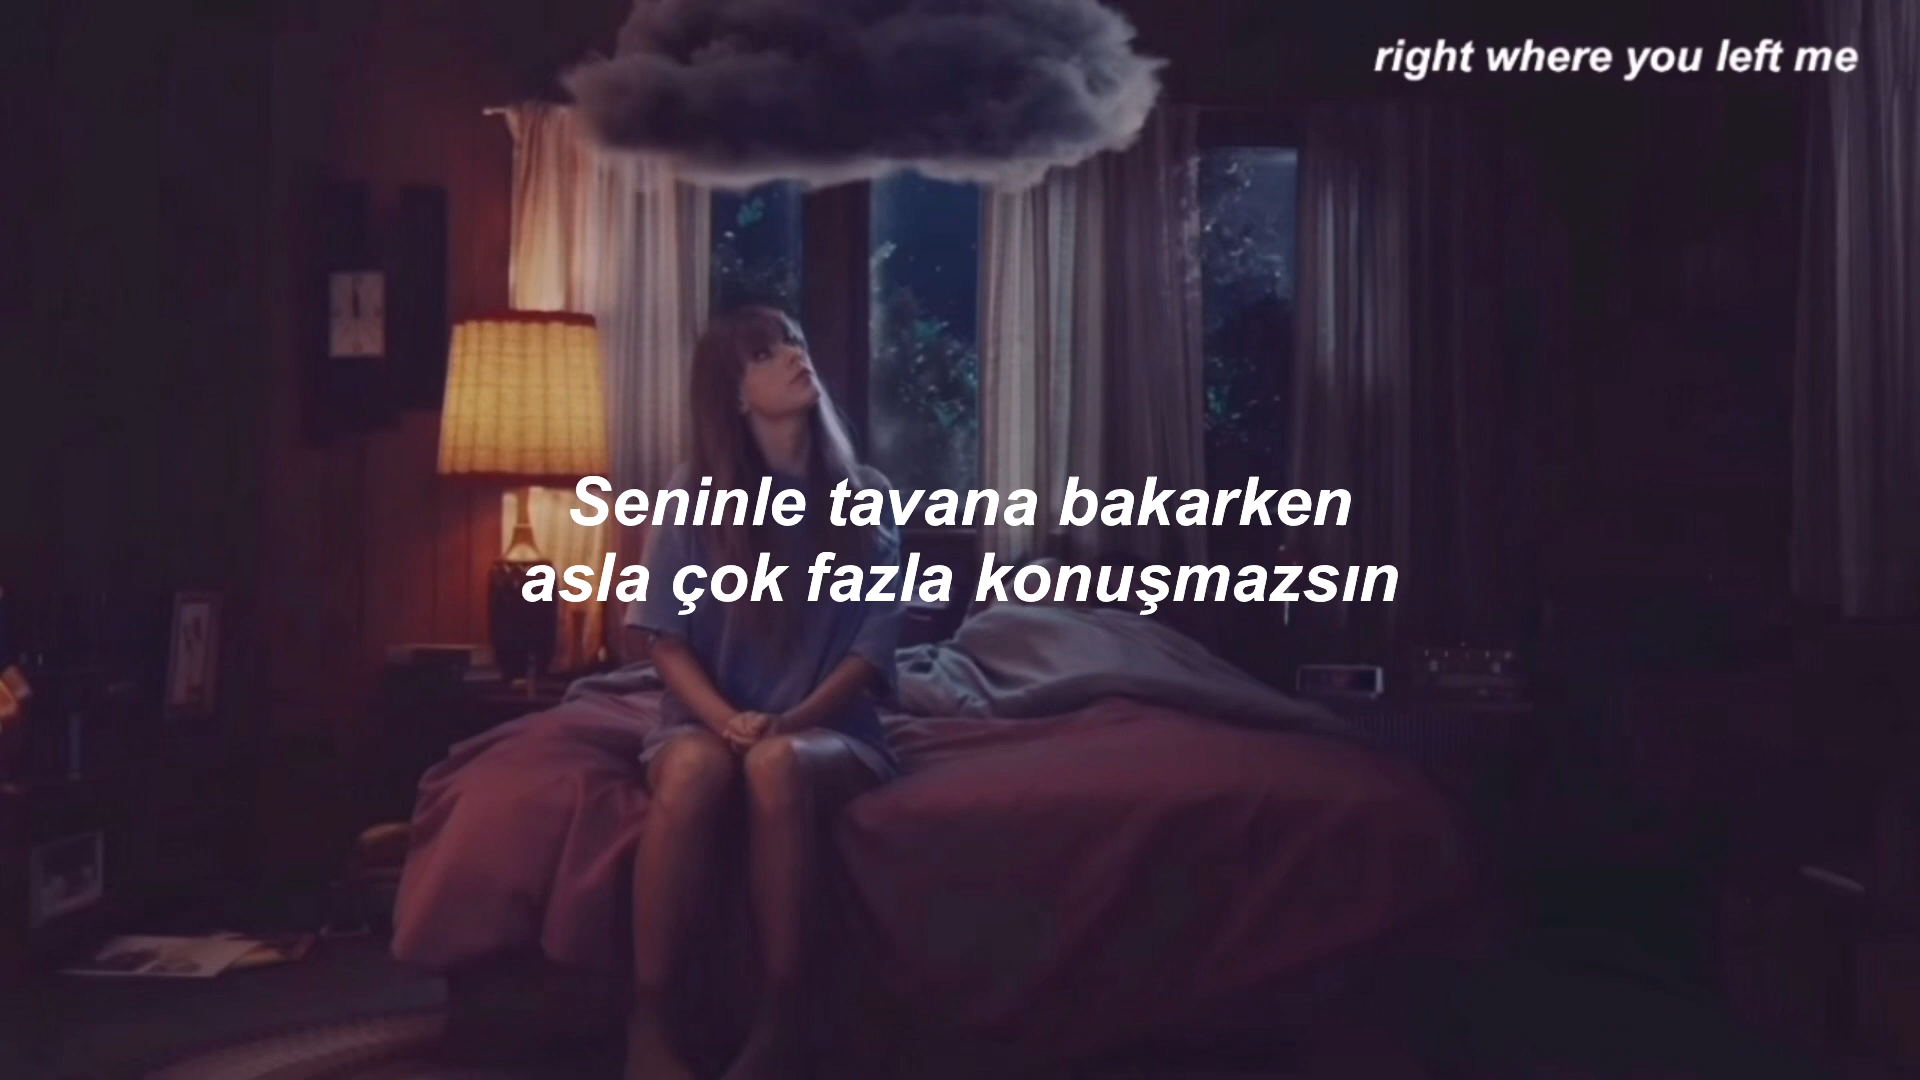 right where you left me
Seninle tavana bakarken
asla çok fazla konuşmazsın